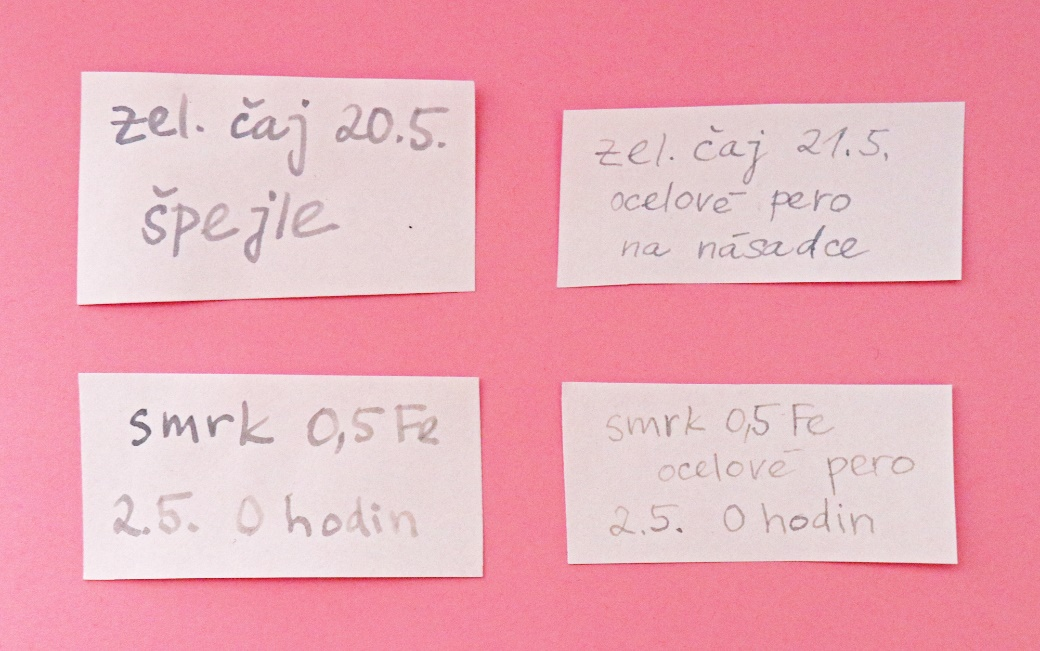 zel. čaj 20.5.
špejle
zel. čaj 21.5.
ocelové pero
na násadce
smrk 0,5 Fe
2.5. 0 hodin
smrk 0,5 Fe
ocelové pero
2.5. 0 hodin